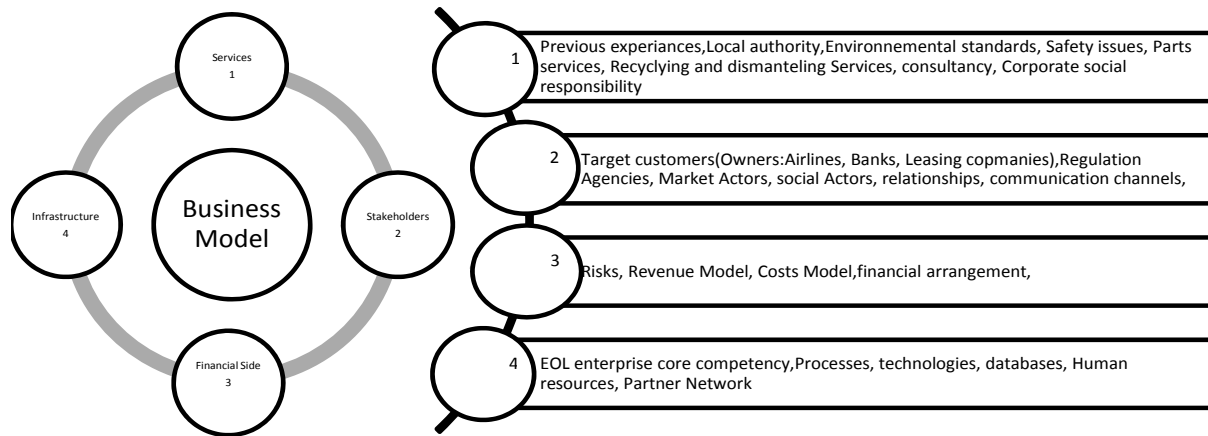 Services
1
Business
Model
Infrastructure
4
Stakeholders
2
Financial Side
3
1
Previous experiances,Local authority,Environnemental standards, Safety issues, Parts
services, Recyclying and dismanteling Services, consultancy, Corporate social
responsibility
2
Target customers(Owners:Airlines, Banks, Leasing copmanies),Regulation
Agencies, Market Actors, social Actors, relationships, communication channels,
3
Risks, Revenue Model, Costs Model,financial arrangement,
4
EOL enterprise core competency,Processes, technologies, databases, Human
resources, Partner Network